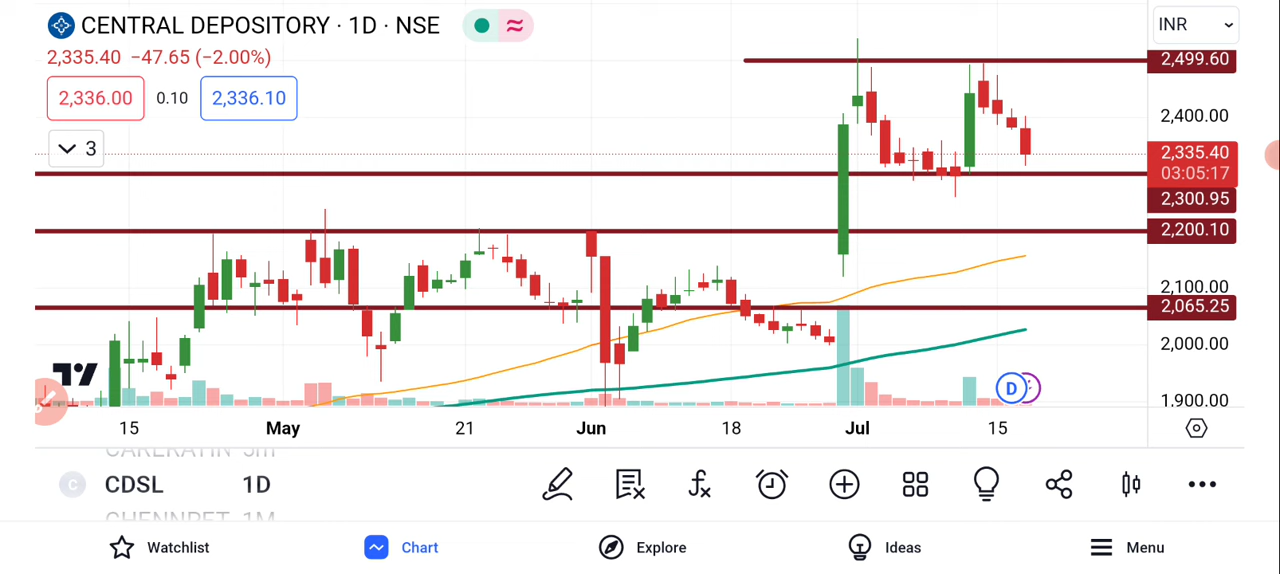 CENTRAL DEPOSITORY · 1D · NSE
INR
2,335.40 −47.65 (−2.00%)
2,499.60
2,336.00 0.10 2,336.10
2,400.00
3
2,335.40
03:05:17
2,300.95
2,200.10
2,100.00
2,065.25
2,000.00
D
1,900.00
15 May 21 Jun 18 Jul 15
C CDSL 1D
Watchlist Chart Explore Ideas Menu